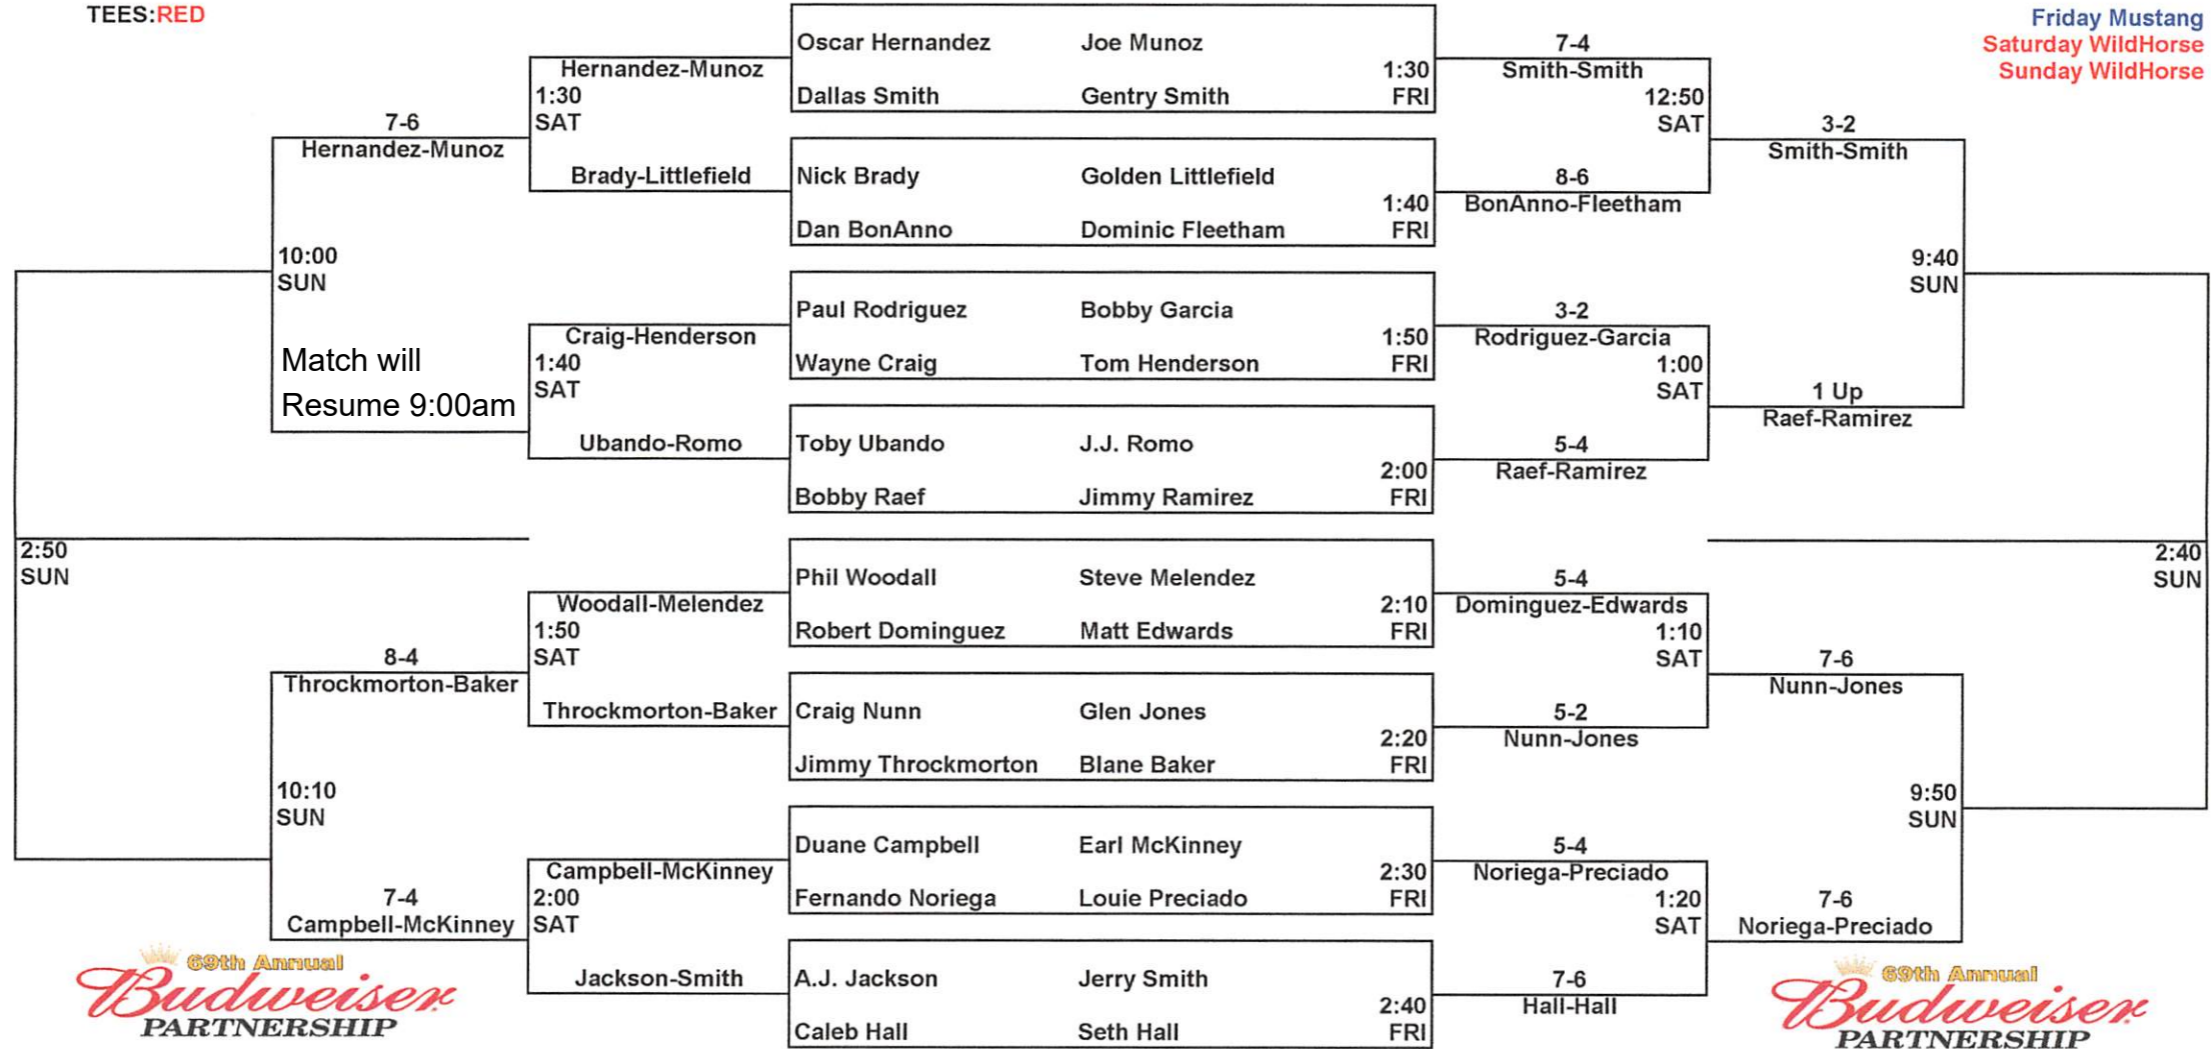 TEES:RED
Friday Mustang
Saturday WildHorse
Sunday WildHorse
7-6
Hernandez-Munoz
10:00
SUN
Match will
Resume 9:00am
2:50
SUN
8-4
Throckmorton-Baker
10:10
SUN
7-4
Campbell-McKinney
Hernandez-Munoz
1:30
SAT
Brady-Littlefield
Craig-Henderson
1:40
SAT
Ubando-Romo
Woodall-Melendez
1:50
SAT
Throckmorton-Baker
Campbell-McKinney
2:00
SAT
Jackson-Smith
Oscar Hernandez Joe Munoz
1:30
Dallas Smith Gentry Smith FRI
Nick Brady Golden Littlefield
1:40
Dan BonAnno Dominic Fleetham FRI
Paul Rodriguez Bobby Garcia
1:50
Wayne Craig Tom Henderson FRI
Toby Ubando J.J. Romo
2:00
Bobby Raef Jimmy Ramirez FRI
Phil Woodall Steve Melendez
2:10
Robert Dominguez Matt Edwards FRI
Craig Nunn Glen Jones
2:20
Jimmy Throckmorton Blane Baker FRI
Duane Campbell Earl McKinney
2:30
Fernando Noriega Louie Preciado FRI
A.J. Jackson Jerry Smith
2:40
Caleb Hall Seth Hall FRI
7-4
Smith-Smith
12:50
SAT
8-6
BonAnno-Fleetham
3-2
Rodriguez-Garcia
1:00
SAT
5-4
Raef-Ramirez
5-4
Dominguez-Edwards
1:10
SAT
5-2
Nunn-Jones
5-4
Noriega-Preciado
1:20
SAT
7-6
Hall-Hall
3-2
Smith-Smith
9:40
SUN
1 Up
Raef-Ramirez
2:40
SUN
7-6
Nunn-Jones
9:50
SUN
7-6
Noriega-Preciado
69th Annual
Budweiser
PARTNERSHIP
69th Annual
Budweiser
PARTNERSHIP